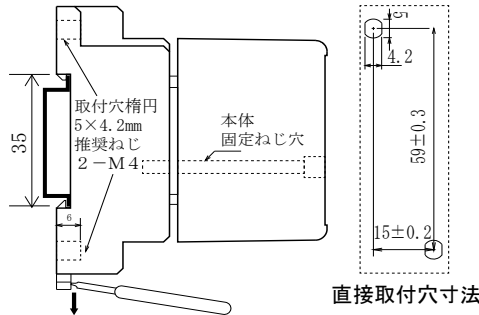 35
取付穴楕円
5×4.2mm
推奨ねじ
2-M4
6
本体
固定ねじ穴
5
4.2
59±0.3
15±0.2
直接取付穴寸法